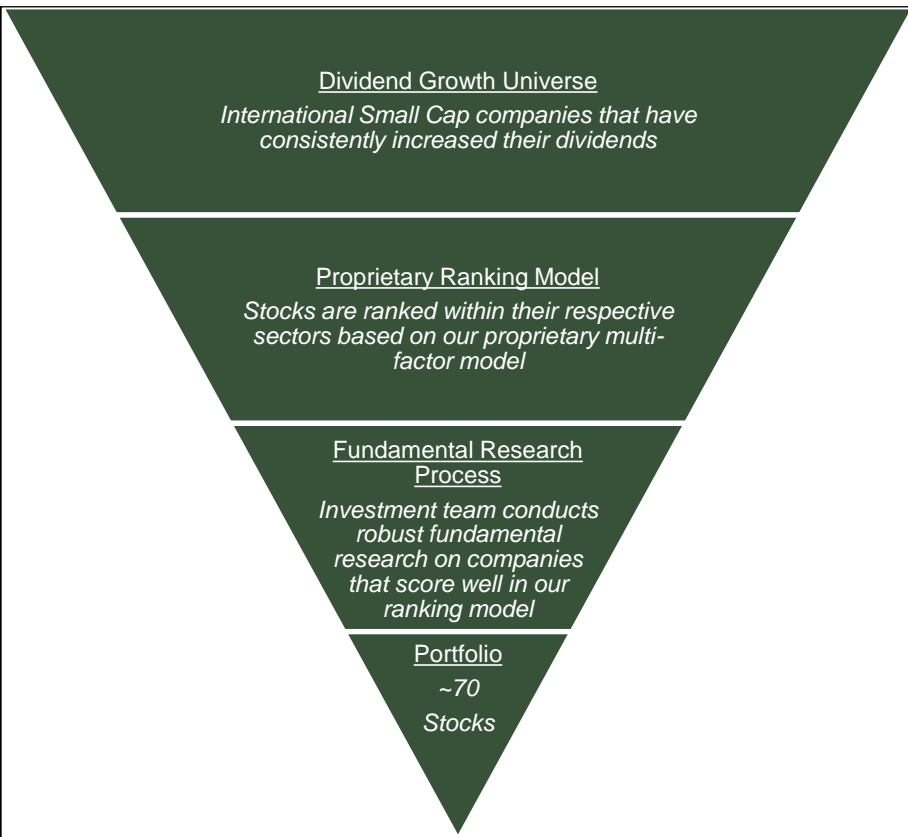 Dividend Growth Universe
International Small Cap companies that have
consistently increased their dividends
Proprietary Ranking Model
Stocks are ranked within their respective
sectors based on our proprietary multi-
factor model
Fundamental Research
Process
Investment team conducts
robust fundamental
research on companies
that score well in our
ranking model
Portfolio
~70
Stocks